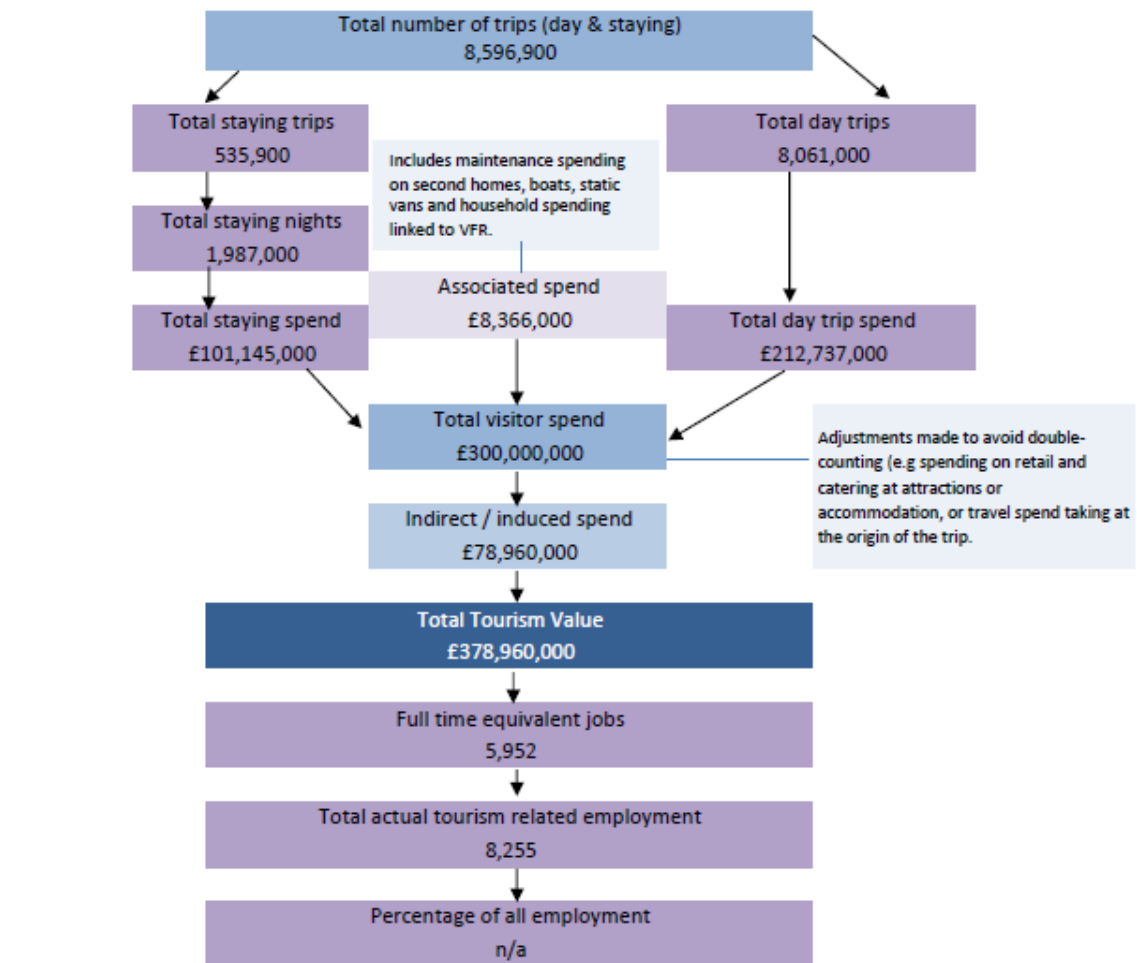 Total number of trips (day & staying)
8,596,900
Total staying trips
535,900
Total day trips
8,061,000
Includes maintenance spending
on second homes, boats, static
vans and household spending
linked to VFR.
Total staying nights
1,987,000
Associated spend
£8,366,000
Total staying spend
£101,145,000
Total day trip spend
£212,737,000
Total visitor spend
£300,000,000
Adjustments made to avoid double-
counting (e.g spending on retail and
catering at attractions or
accommodation, or travel spend taking at
the origin of the trip.
Indirect / induced spend
£78,960,000
Total Tourism Value
£378,960,000
Full time equivalent jobs
5,952
Total actual tourism related employment
8,255
Percentage of all employment
n/a